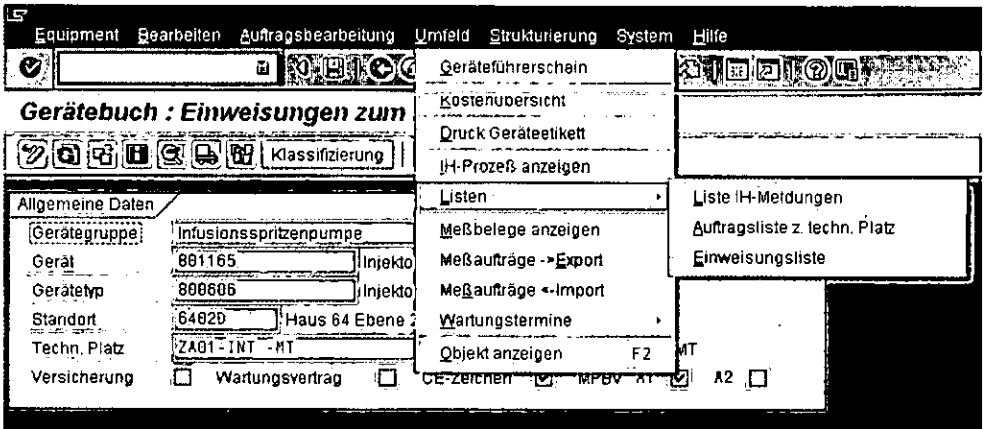 Equipment Bearbeiten Auftragsbearbeitung Umfeld Strukturierung System Hilfe
Gerätebuch : Einweisungen zum
Klassifizierung
Geräteführerschein
Kostenübersicht
Druck Geräteetikett
IH-Prozeß anzeigen
Listen
Meßbelege anzeigen
Meßaufträge ->Export
Meßaufträge <-Import
Wartungstermine
Objekt anzeigen F2
Liste IH-Meldungen
Auftragsliste z. techn. Platz
Einweisungsliste
Allgemeine Daten
Gerätegruppe Infusionsspritzenpumpe
Gerät 801165 Injekto
Gerätetyp 800606 Injekto
Standort 6402D Haus 64 Ebene 2
Techn. Platz ZA01-INT -MT MT
Versicherung Wartungsvertrag CE-Zeichen MPBV A1 A2